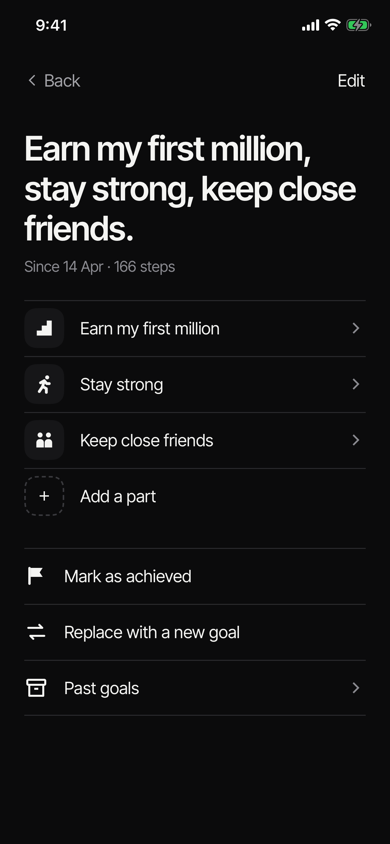 9:41
Back
Edit
Earn my first million,
stay strong, keep close
friends.
Since 14 Apr · 166 steps
Earn my first million
Stay strong
Keep close friends
Add a part
Mark as achieved
Replace with a new goal
Past goals